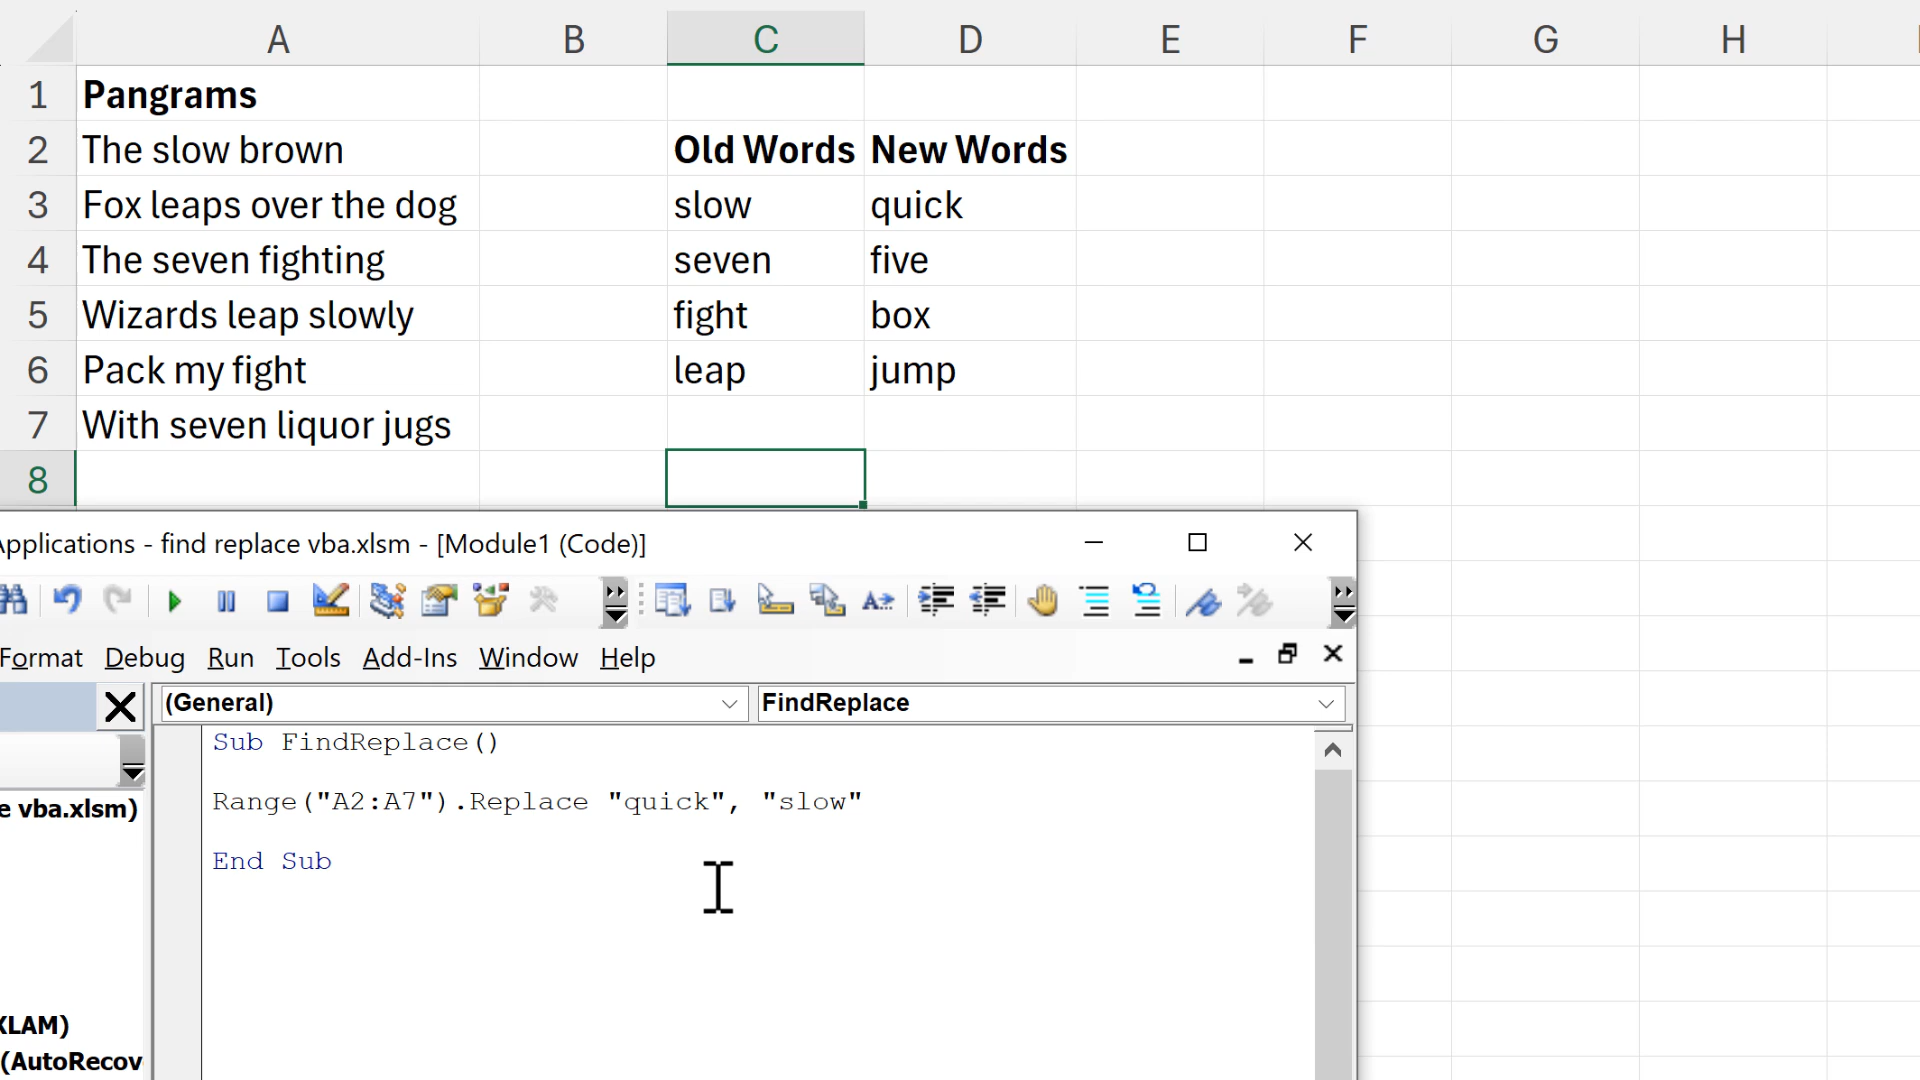 A B C D E F G H
1 Pangrams
2 The slow brown Old Words New Words
3 Fox leaps over the dog slow quick
4 The seven fighting seven five
5 Wizards leap slowly fight box
6 Pack my fight leap jump
7 With seven liquor jugs
8
Applications - find replace vba.xlsm - [Module1 (Code)]
Format Debug Run Tools Add-Ins Window Help
(General) FindReplace
Sub FindReplace()
e vba.xlsm) Range("A2:A7").Replace "quick", "slow"
End Sub
XLAM)
(AutoRecov